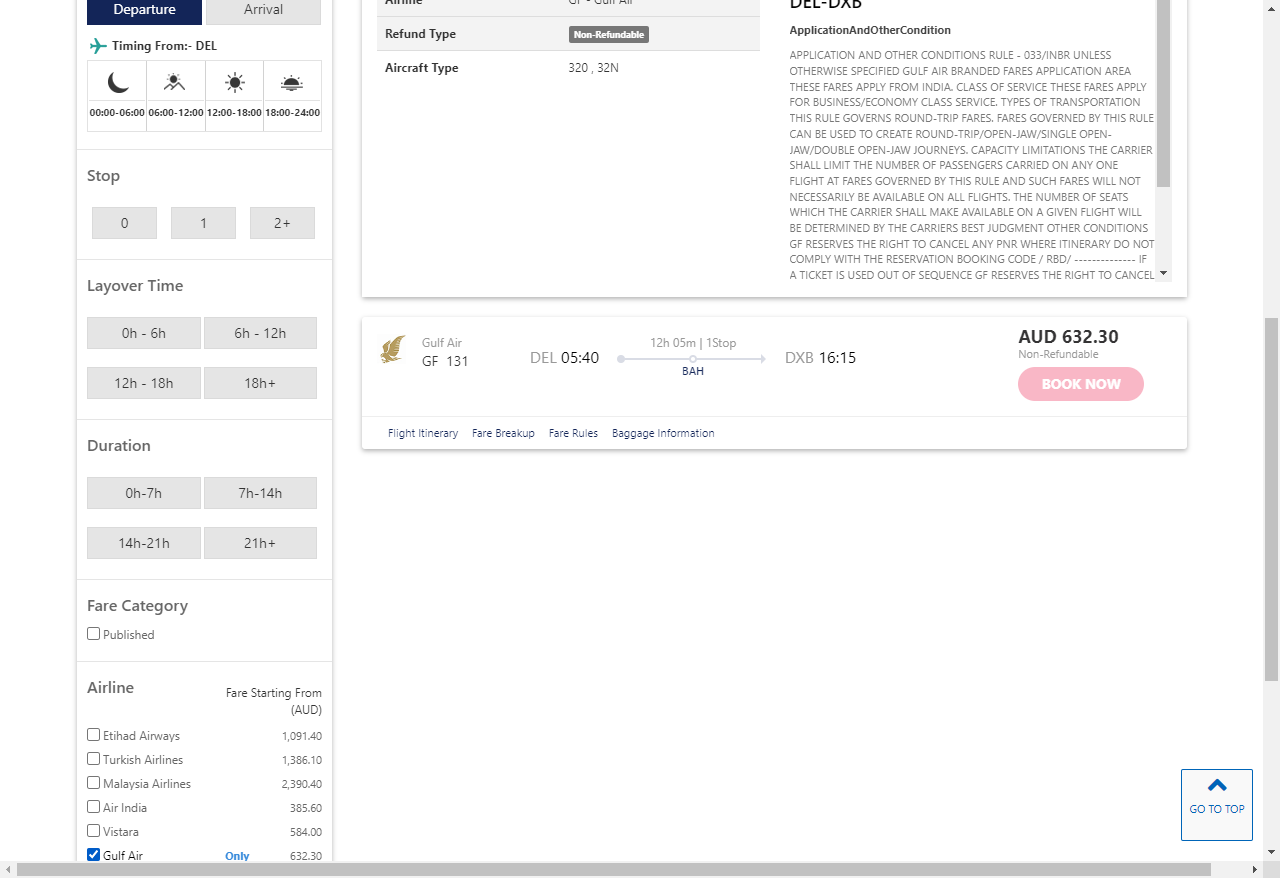 Departure
Arrival
Timing From:- DEL
00:00-06:00 06:00-12:00 12:00-18:00 18:00-24:00
Stop
0
1
2+
Layover Time
0h - 6h
6h - 12h
12h - 18h
18h+
Duration
0h-7h
7h-14h
14h-21h
21h+
Fare Category
Published
Airline
Fare Starting From
(AUD)
Etihad Airways 1,091.40
Turkish Airlines 1,386.10
Malaysia Airlines 2,390.40
Air India 385.60
Vistara 584.00
Gulf Air Only 632.30
Airline GF - Gulf Air
Refund Type Non-Refundable
Aircraft Type 320 , 32N
DEL-DXB
ApplicationAndOtherCondition
APPLICATION AND OTHER CONDITIONS RULE - 033/INBR UNLESS
OTHERWISE SPECIFIED GULF AIR BRANDED FARES APPLICATION AREA
THESE FARES APPLY FROM INDIA. CLASS OF SERVICE THESE FARES APPLY
FOR BUSINESS/ECONOMY CLASS SERVICE. TYPES OF TRANSPORTATION
THIS RULE GOVERNS ROUND-TRIP FARES. FARES GOVERNED BY THIS RULE
CAN BE USED TO CREATE ROUND-TRIP/OPEN-JAW/SINGLE OPEN-
JAW/DOUBLE OPEN-JAW JOURNEYS. CAPACITY LIMITATIONS THE CARRIER
SHALL LIMIT THE NUMBER OF PASSENGERS CARRIED ON ANY ONE
FLIGHT AT FARES GOVERNED BY THIS RULE AND SUCH FARES WILL NOT
NECESSARILY BE AVAILABLE ON ALL FLIGHTS. THE NUMBER OF SEATS
WHICH THE CARRIER SHALL MAKE AVAILABLE ON A GIVEN FLIGHT WILL
BE DETERMINED BY THE CARRIERS BEST JUDGMENT OTHER CONDITIONS
GF RESERVES THE RIGHT TO CANCEL ANY PNR WHERE ITINERARY DO NOT
COMPLY WITH THE RESERVATION BOOKING CODE / RBD/ -------------- IF
A TICKET IS USED OUT OF SEQUENCE GF RESERVES THE RIGHT TO CANCEL
Gulf Air
GF 131
DEL 05:40
12h 05m | 1Stop
BAH
DXB 16:15
AUD 632.30
Non-Refundable
BOOK NOW
Flight Itinerary Fare Breakup Fare Rules Baggage Information
GO TO TOP